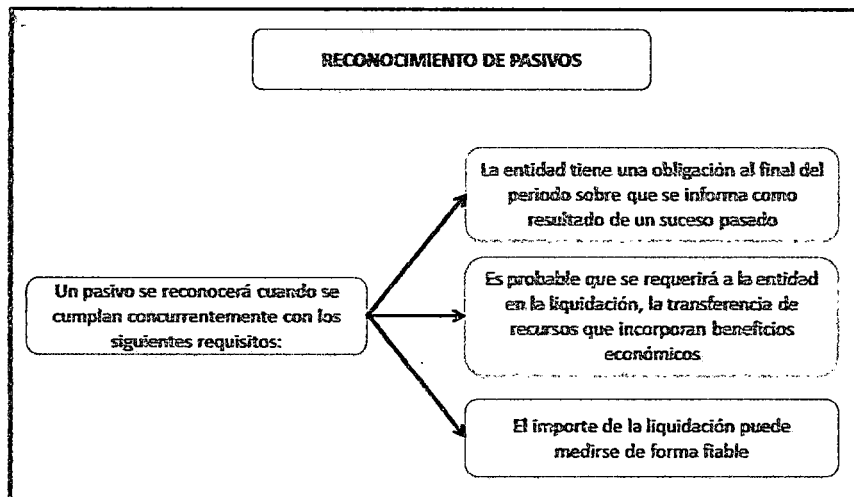 RECONOCIMIENTO DE PASIVOS
La entidad tiene una obligación al final del
periodo sobre que se informa como
resultado de un suceso pasado
Un pasivo se reconocerá cuando se
cumplan concurrentemente con los
siguientes requisitos:
Es probable que se requerirá a la entidad
en la liquidación, la transferencia de
recursos que incorporan beneficios
económicos
El importe de la liquidación puede
medirse de forma fiable